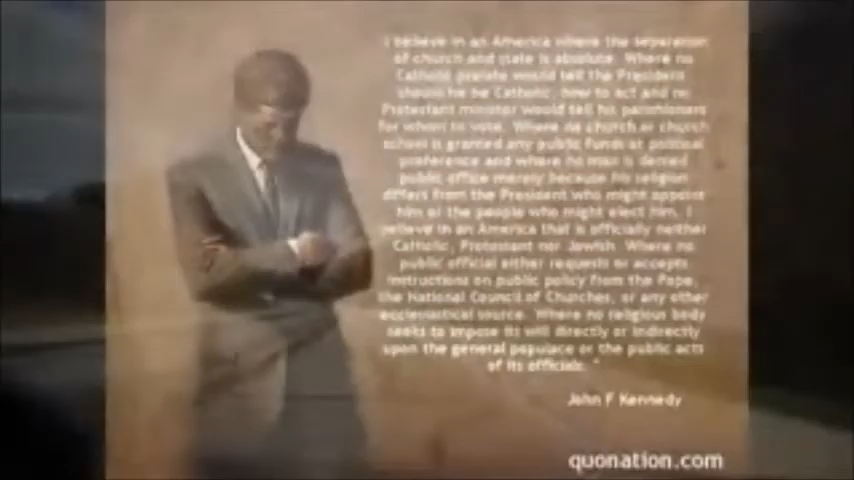 I believe in an America where the separation
of church and state is absolute. Where no
Catholic prelate would tell the President
should he be Catholic, how to act and no
Protestant minister would tell his parishioners
for whom to vote. Where no church or church
school is granted any public funds or political
preference and where no man is denied
public office merely because his religion
differs from the President who might appoint
him or the people who might elect him. I
believe in an America that is officially neither
Catholic, Protestant nor Jewish. Where no
public official either requests or accepts
instructions on public policy from the Pope,
the National Council of Churches, or any other
ecclesiastical source. Where no religious body
seeks to impose its will directly or indirectly
upon the general populace or the public acts
of its officials. "
John F Kennedy
quonation.com